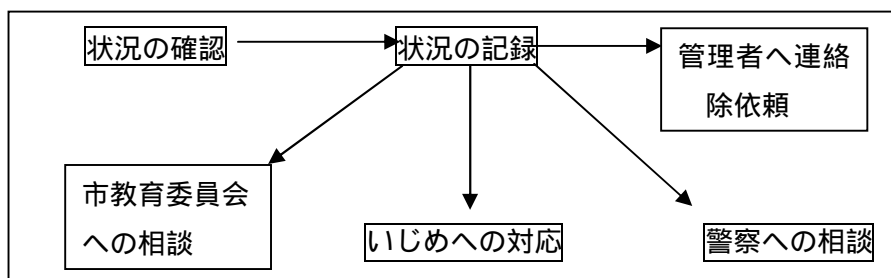 状況の確認
状況の記録
管理者へ連絡
除依頼
市教育委員会
への相談
いじめへの対応
警察への相談